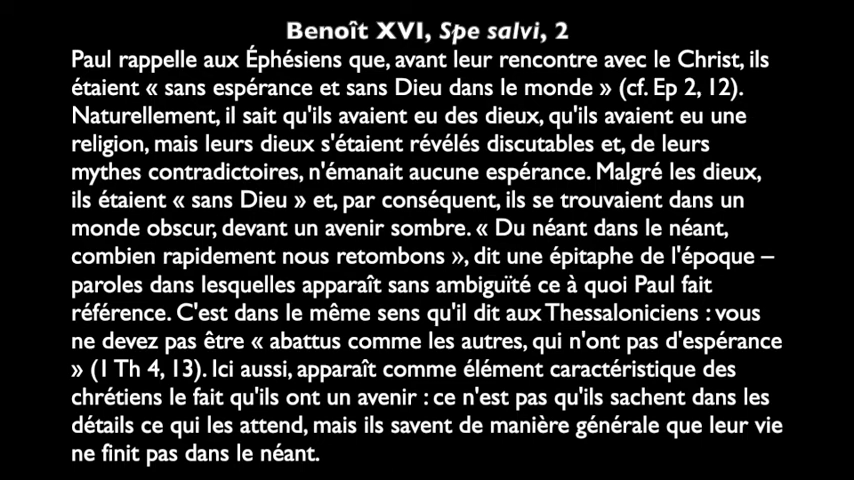 Benoît XVI, Spe salvi, 2
Paul rappelle aux Éphésiens que, avant leur rencontre avec le Christ, ils
étaient « sans espérance et sans Dieu dans le monde » (cf. Ep 2, 12).
Naturellement, il sait qu'ils avaient eu des dieux, qu'ils avaient eu une
religion, mais leurs dieux s'étaient révélés discutables et, de leurs
mythes contradictoires, n'émanait aucune espérance. Malgré les dieux,
ils étaient « sans Dieu » et, par conséquent, ils se trouvaient dans un
monde obscur, devant un avenir sombre. « Du néant dans le néant,
combien rapidement nous retombons », dit une épitaphe de l'époque –
paroles dans lesquelles apparaît sans ambiguïté ce à quoi Paul fait
référence. C'est dans le même sens qu'il dit aux Thessaloniciens : vous
ne devez pas être « abattus comme les autres, qui n'ont pas d'espérance
» (1 Th 4, 13). Ici aussi, apparaît comme élément caractéristique des
chrétiens le fait qu'ils ont un avenir : ce n'est pas qu'ils sachent dans les
détails ce qui les attend, mais ils savent de manière générale que leur vie
ne finit pas dans le néant.